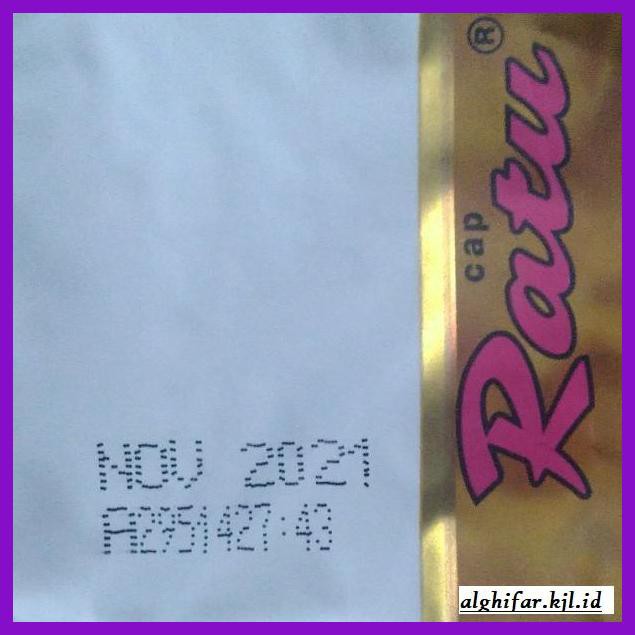 cap
Ratu®
NOV 2021
FA2951427:43
alghifar.kjl.id